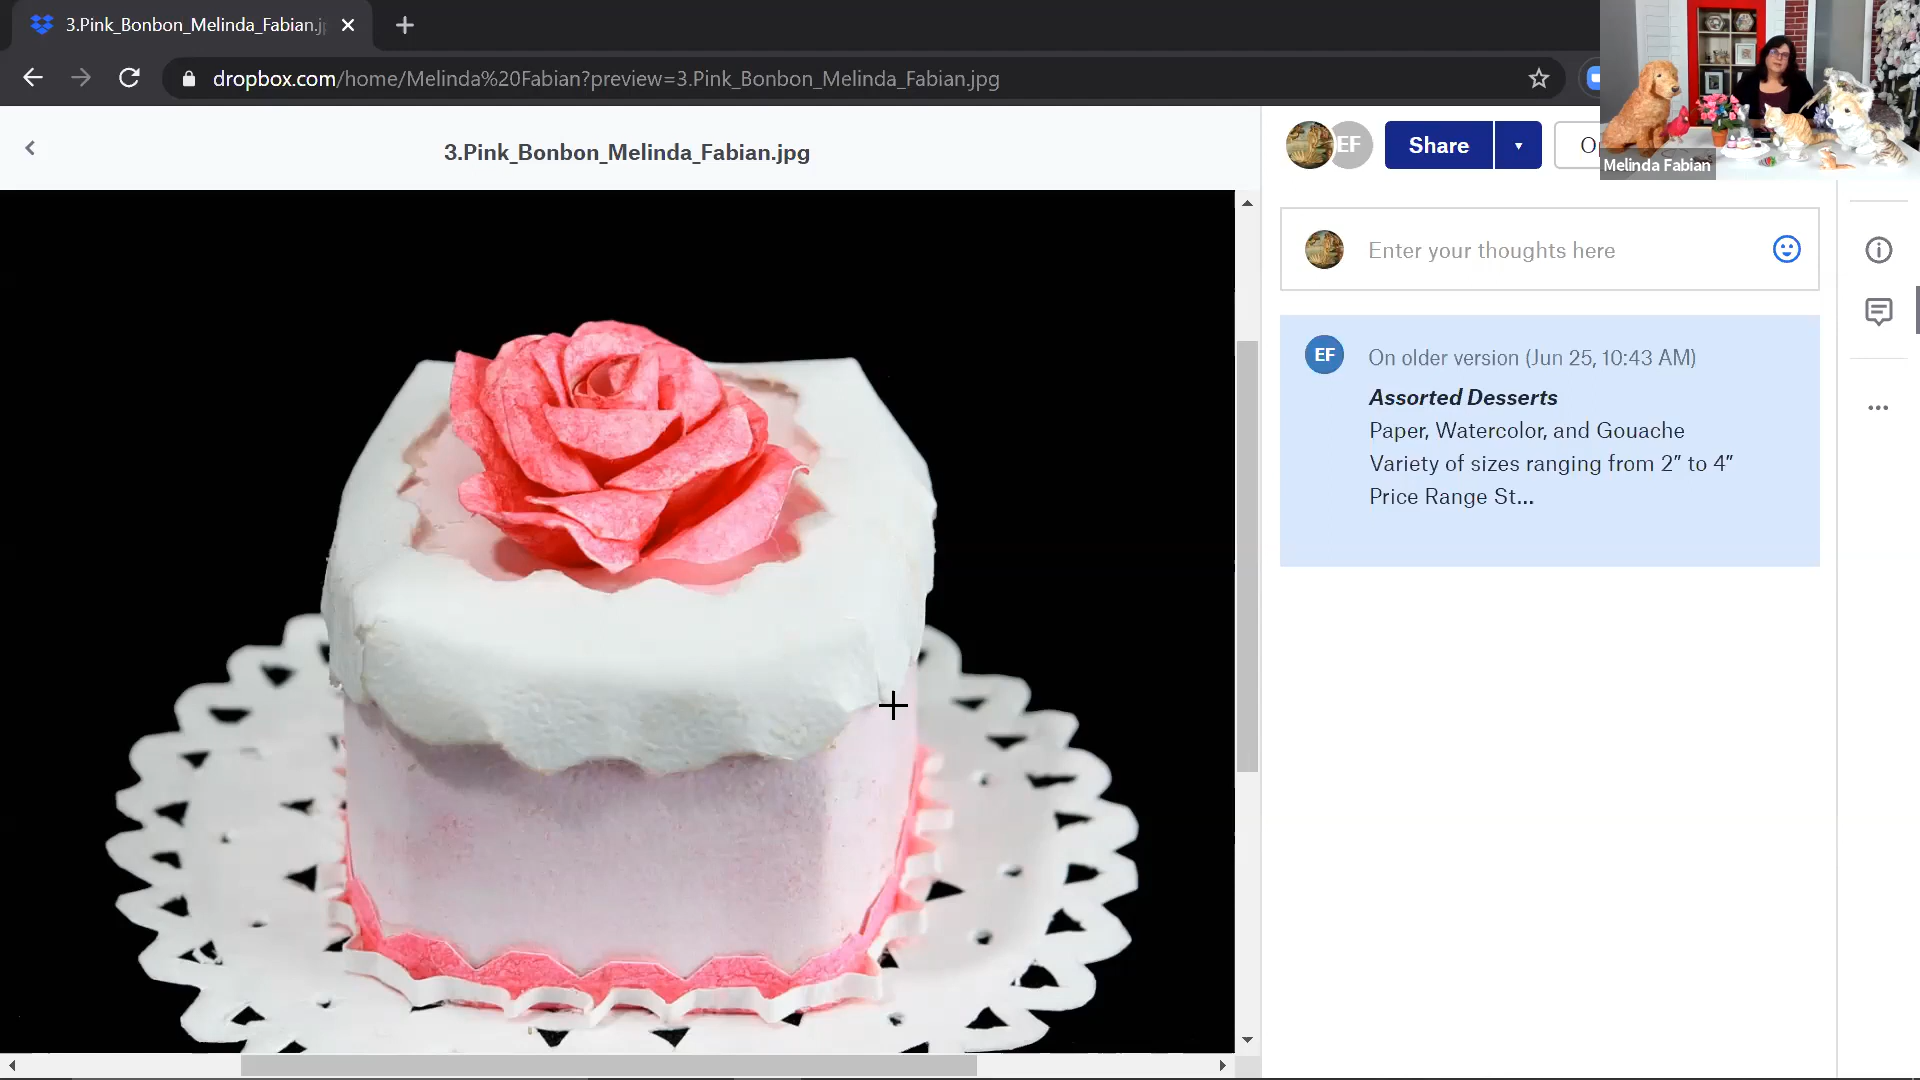 3.Pink_Bonbon_Melinda_Fabian.j
dropbox.com/home/Melinda%20Fabian?preview=3.Pink_Bonbon_Melinda_Fabian.jpg
3.Pink_Bonbon_Melinda_Fabian.jpg
EF
Share
O
Melinda Fabian
Enter your thoughts here
EF
On older version (Jun 25, 10:43 AM)
Assorted Desserts
Paper, Watercolor, and Gouache
Variety of sizes ranging from 2” to 4”
Price Range St...